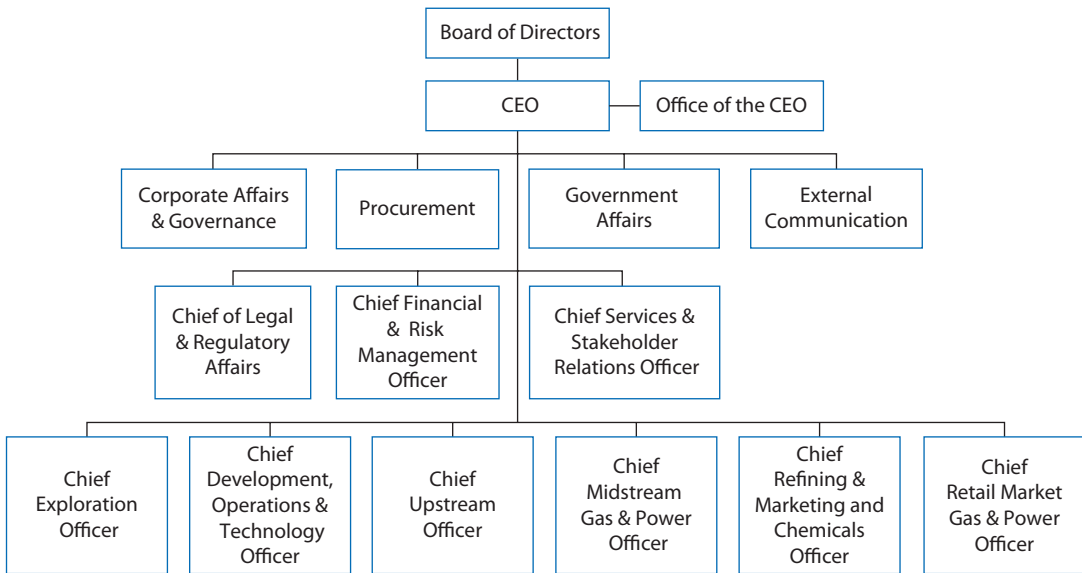 Board of Directors
CEO
Office of the CEO
Corporate Affairs
& Governance
Procurement
Government
Affairs
External
Communication
Chief of Legal
& Regulatory
Affairs
Chief Financial
& Risk
Management
Officer
Chief Services &
Stakeholder
Relations Officer
Chief
Exploration
Officer
Chief
Development,
Operations &
Technology
Officer
Chief
Upstream
Officer
Chief
Midstream
Gas & Power
Officer
Chief
Refining &
Marketing and
Chemicals
Officer
Chief
Retail Market
Gas & Power
Officer